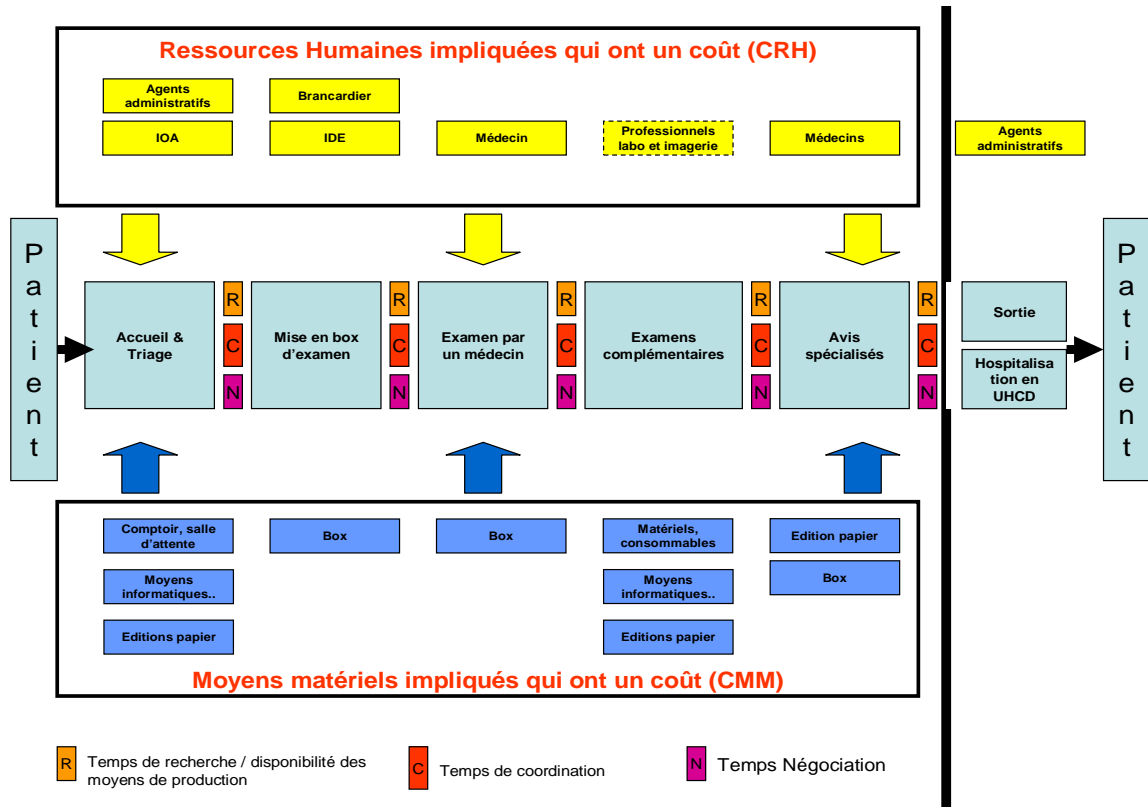 Ressources Humaines impliquées qui ont un coût (CRH)
Agents
administratifs
Brancardier
IOA
IDE
Médecin
Professionnels
labo et imagerie
Médecins
Agents
administratifs
P
a
t
i
e
n
t
Accueil &
Triage
R
C
N
Mise en box
d'examen
R
C
N
Examen par
un médecin
R
C
N
Examens
complémentaires
R
C
N
Avis
spécialisés
R
C
N
Sortie
Hospitalisa
tion en
UHCD
P
a
t
i
e
n
t
Comptoir, salle
d'attente
Box
Box
Matériels,
consommables
Edition papier
Moyens
informatiques..
Moyens
informatiques..
Box
Editions papier
Editions papier
Moyens matériels impliqués qui ont un coût (CMM)
R
Temps de recherche / disponibilité des
moyens de production
C
Temps de coordination
N
Temps Négociation